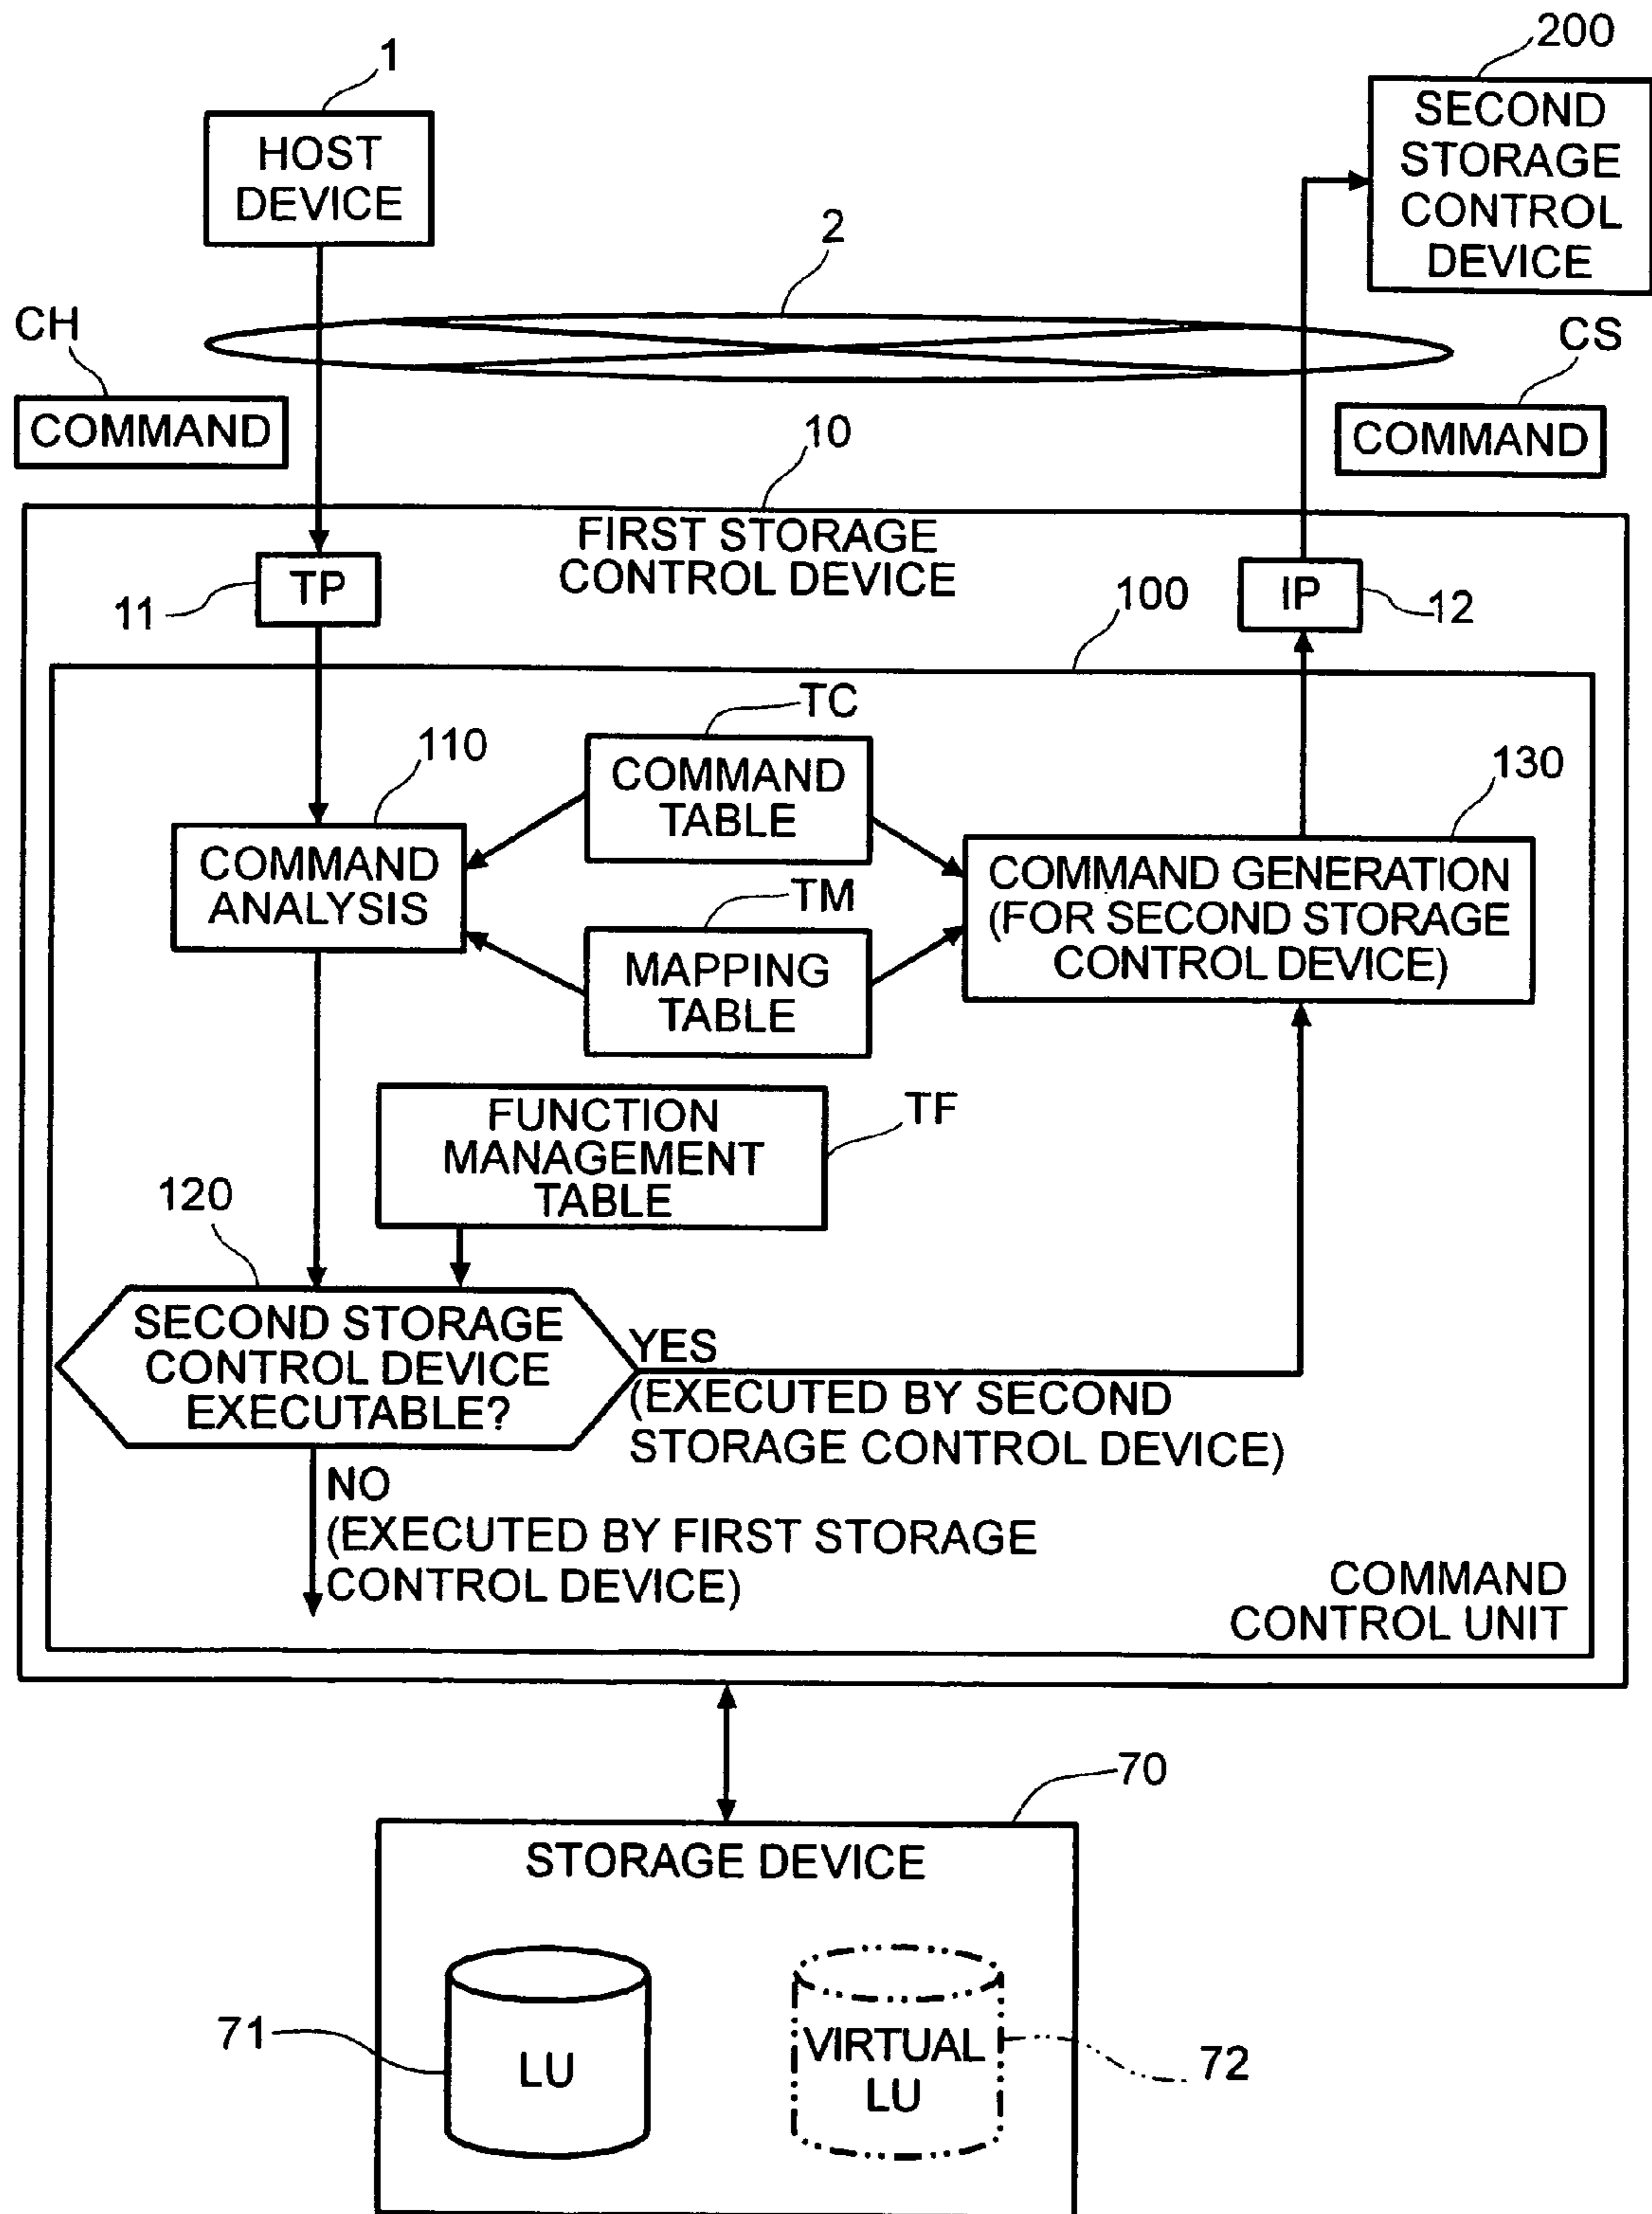 1
200
HOST
DEVICE
SECOND
STORAGE
CONTROL
DEVICE
2
CH
CS
COMMAND
COMMAND
10
FIRST STORAGE
CONTROL DEVICE
11
TP
100
IP
12
TC
110
COMMAND
TABLE
130
COMMAND
ANALYSIS
TM
COMMAND GENERATION
(FOR SECOND STORAGE
CONTROL DEVICE)
MAPPING
TABLE
FUNCTION
MANAGEMENT
TABLE
TF
120
SECOND STORAGE
CONTROL DEVICE
EXECUTABLE?
YES
(EXECUTED BY SECOND
STORAGE CONTROL DEVICE)
NO
(EXECUTED BY FIRST STORAGE
CONTROL DEVICE)
COMMAND
CONTROL UNIT
70
STORAGE DEVICE
71
LU
VIRTUAL
LU
72